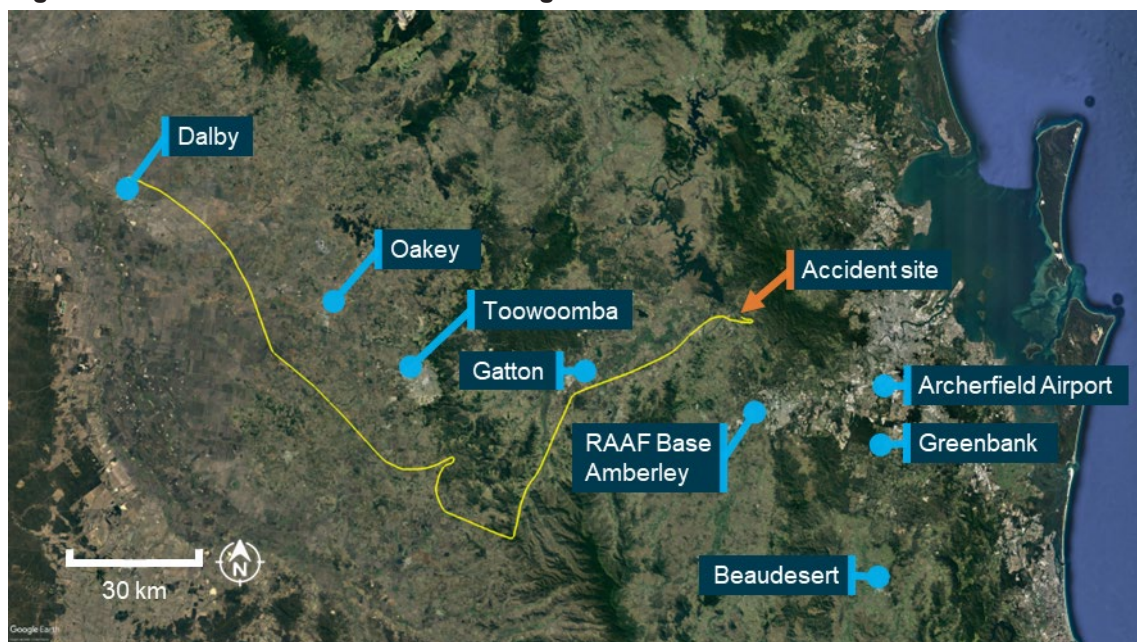 Dalby
Oakey
Accident site
Toowoomba
Gatton
Archerfield Airport
RAAF Base
Amberley
Greenbank
Beaudesert
N
30 km
Google Earth